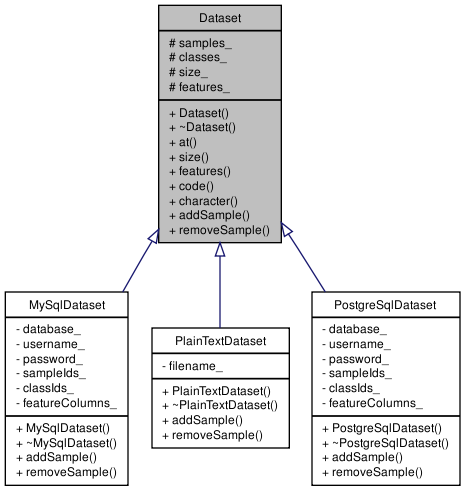 Dataset
# samples_
# classes_
# size_
# features_
+ Dataset()
+ ~Dataset()
+ at()
+ size()
+ features()
+ code()
+ character()
+ addSample()
+ removeSample()
MySqlDataset
- database_
- username_
- password_
- sampleIds_
- classIds_
- featureColumns_
+ MySqlDataset()
+ ~MySqlDataset()
+ addSample()
+ removeSample()
PlainTextDataset
- filename_
+ PlainTextDataset()
+ ~PlainTextDataset()
+ addSample()
+ removeSample()
PostgreSqlDataset
- database_
- username_
- password_
- sampleIds_
- classIds_
- featureColumns_
+ PostgreSqlDataset()
+ ~PostgreSqlDataset()
+ addSample()
+ removeSample()